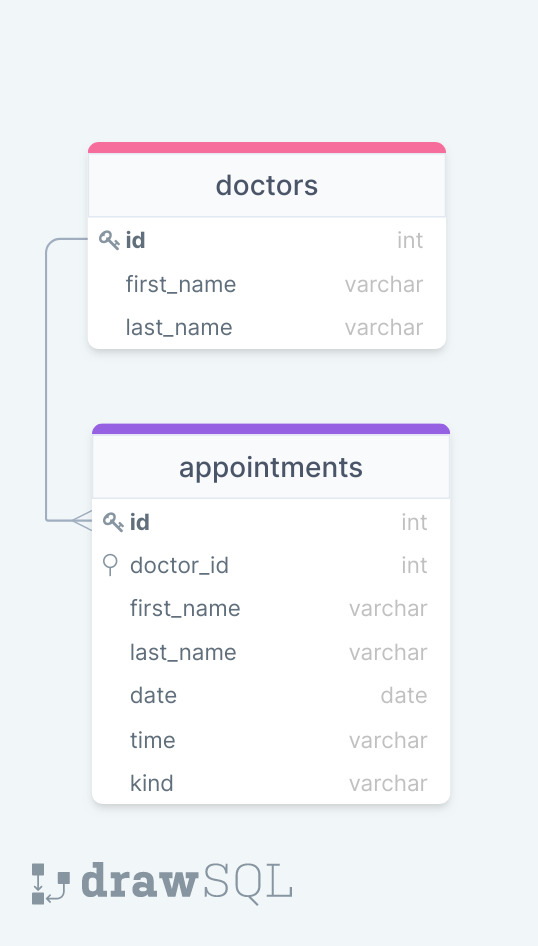 doctors
id int
first_name varchar
last_name varchar
appointments
id int
doctor_id int
first_name varchar
last_name varchar
date date
time varchar
kind varchar
drawSQL